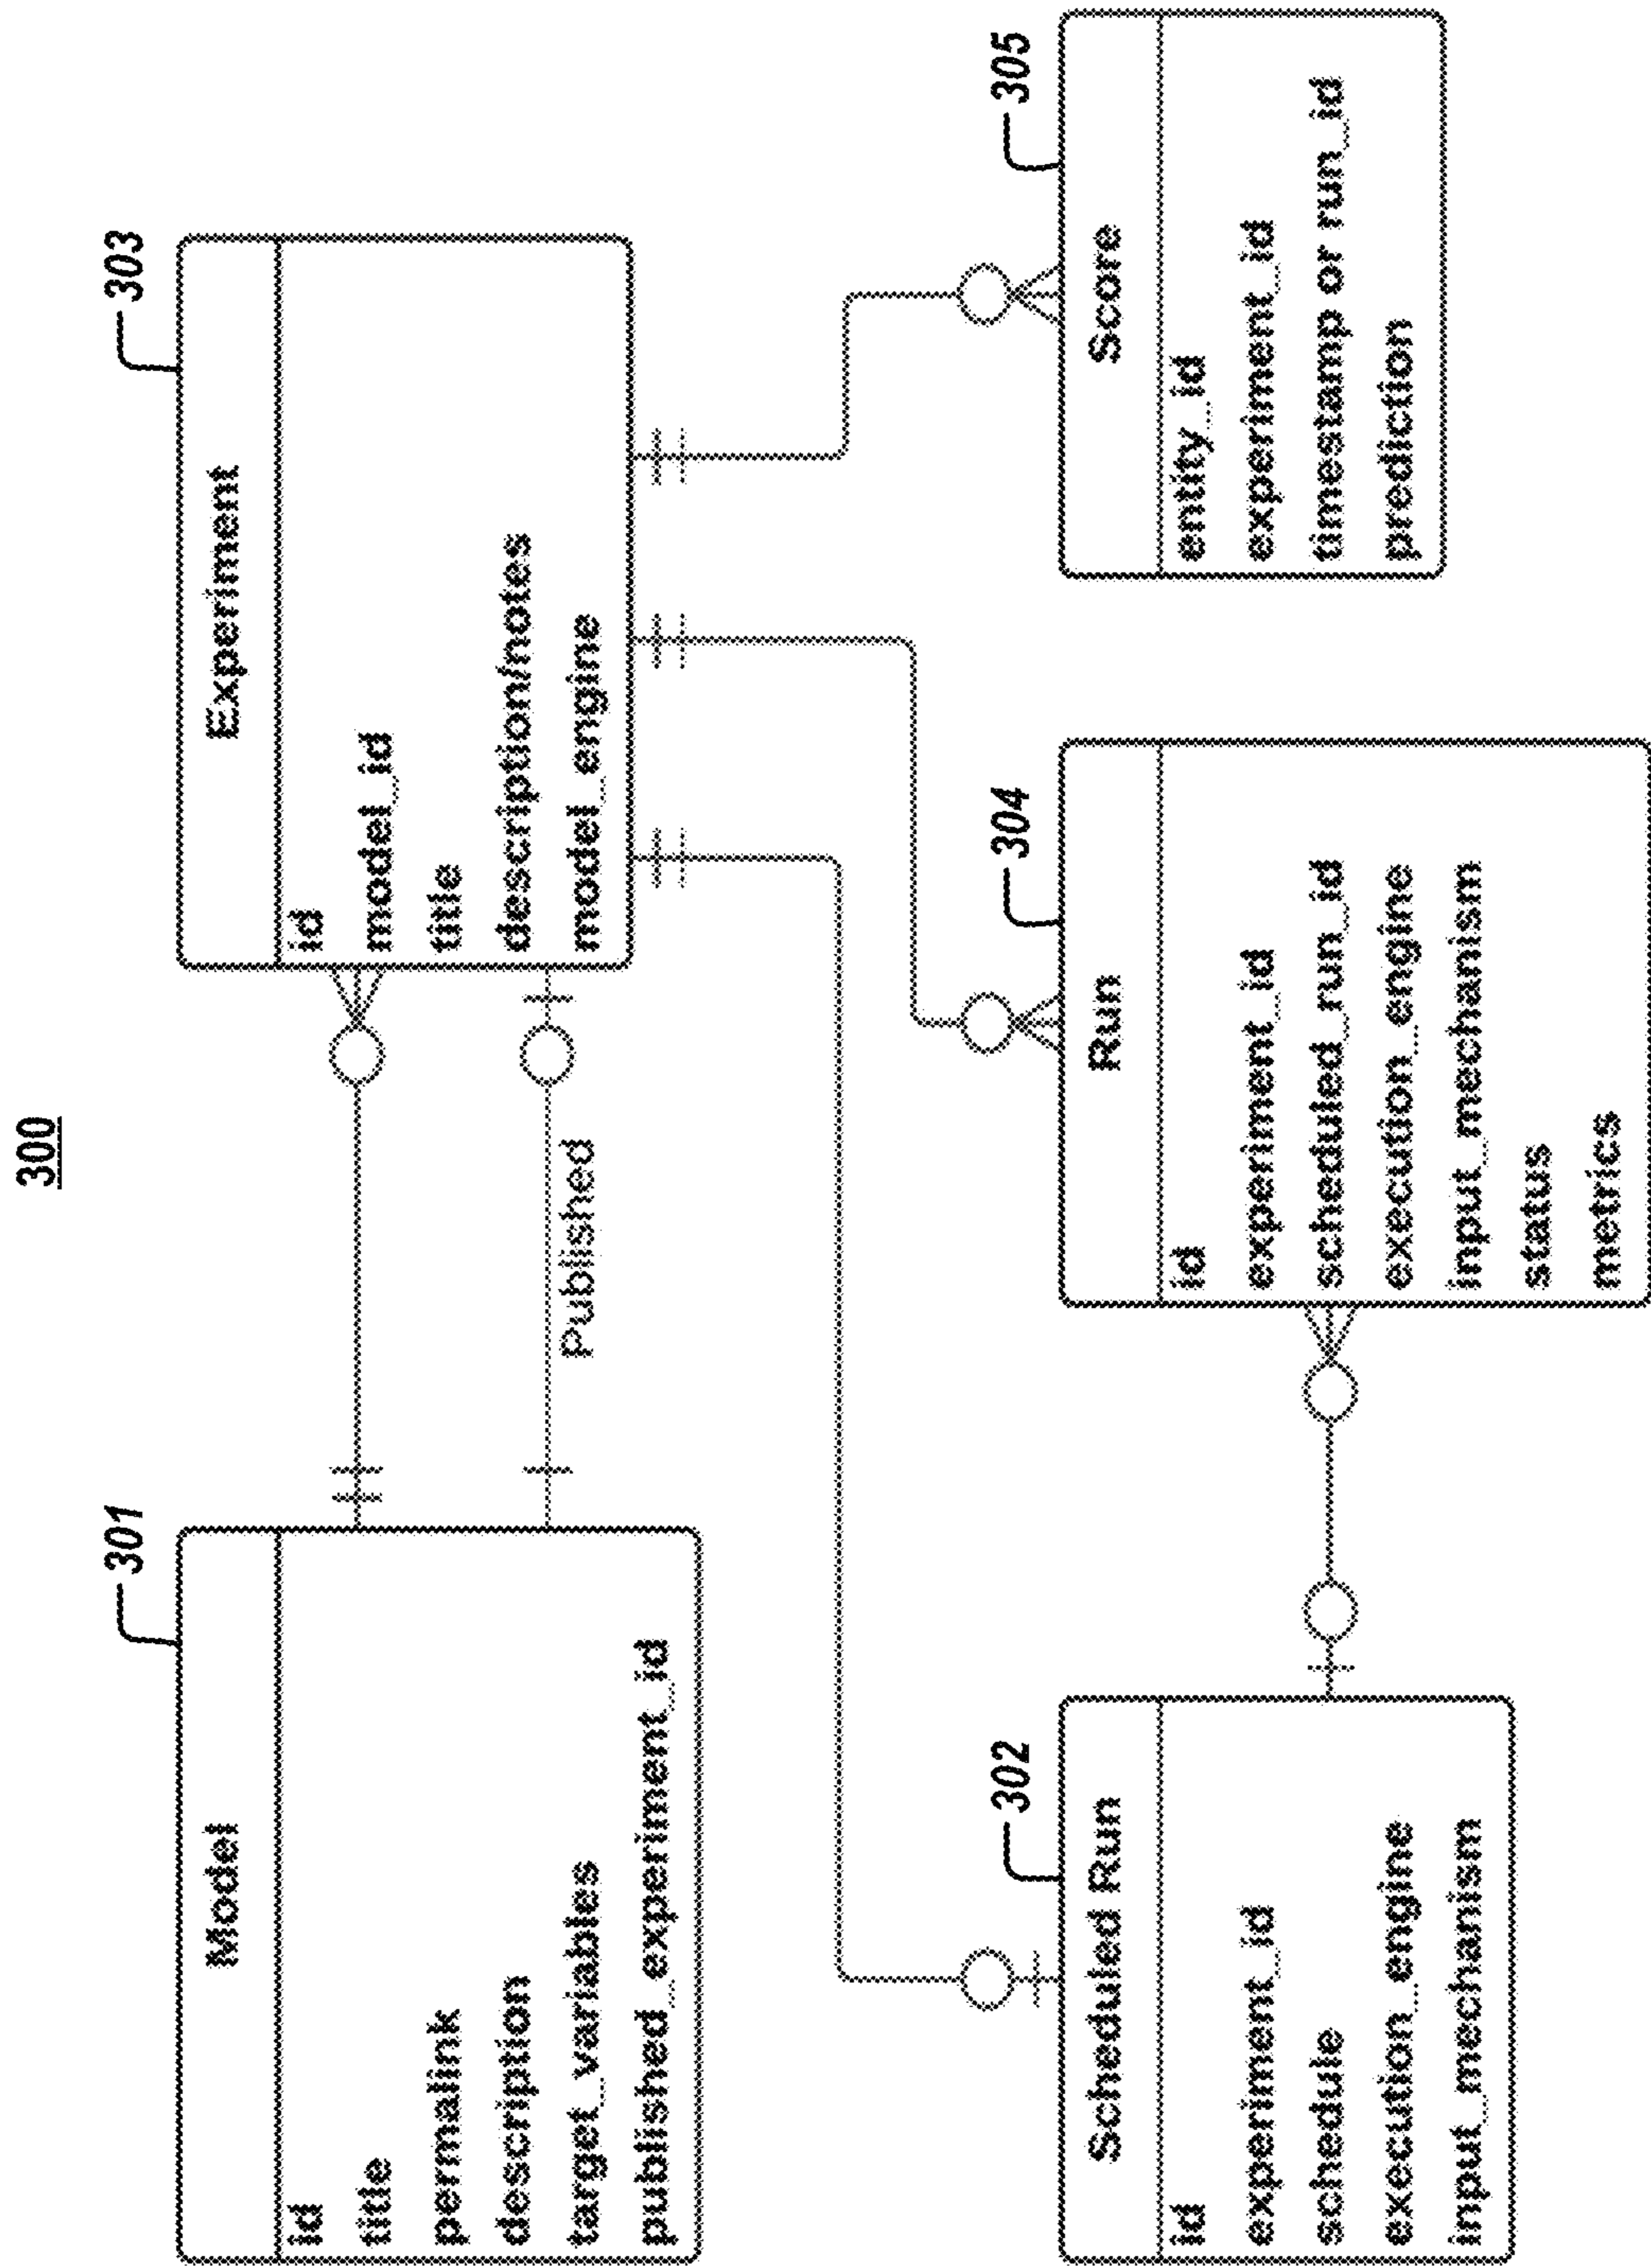 300
301
Model
id
title
permalink
description
target_variables
published_experiment_id
Published
303
Experiment
id
model_id
title
description/notes
model_engine
302
Scheduled Run
id
experiment_id
schedule
execution_engine
input_mechanism
304
Run
id
experiment_id
scheduled_run_id
execution_engine
input_mechanism
status
metrics
305
Score
entity_id
experiment_id
timestamp or run_id
prediction